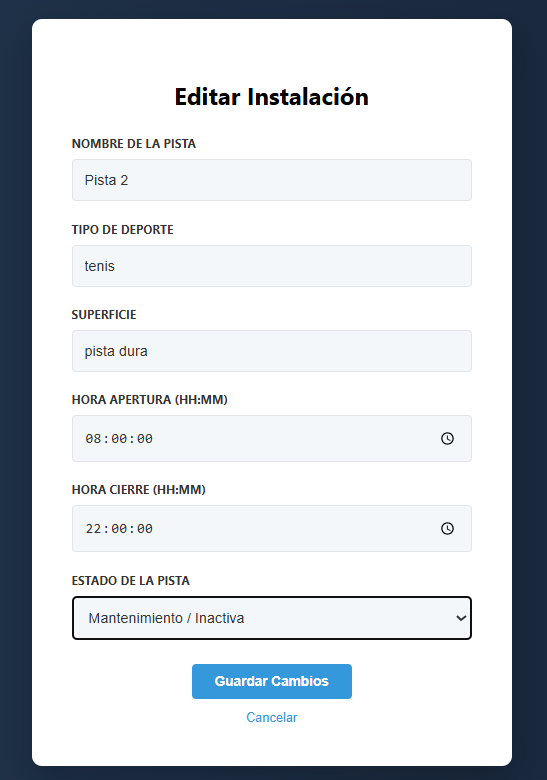 Editar Instalación
NOMBRE DE LA PISTA
Pista 2
TIPO DE DEPORTE
tenis
SUPERFICIE
pista dura
HORA APERTURA (HH:MM)
08:00:00
HORA CIERRE (HH:MM)
22:00:00
ESTADO DE LA PISTA
Mantenimiento / Inactiva
Guardar Cambios
Cancelar